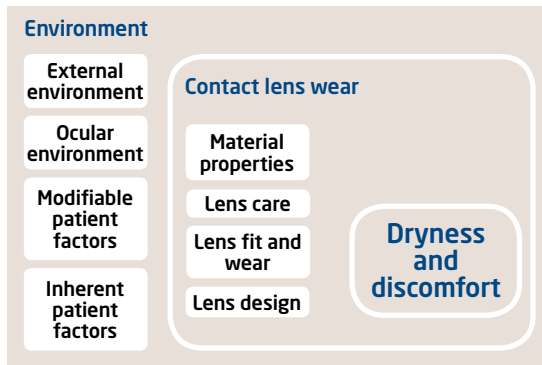 Environment
External
environment
Ocular
environment
Modifiable
patient
factors
Inherent
patient
factors
Contact lens wear
Material
properties
Lens care
Lens fit and
wear
Lens design
Dryness
and
discomfort